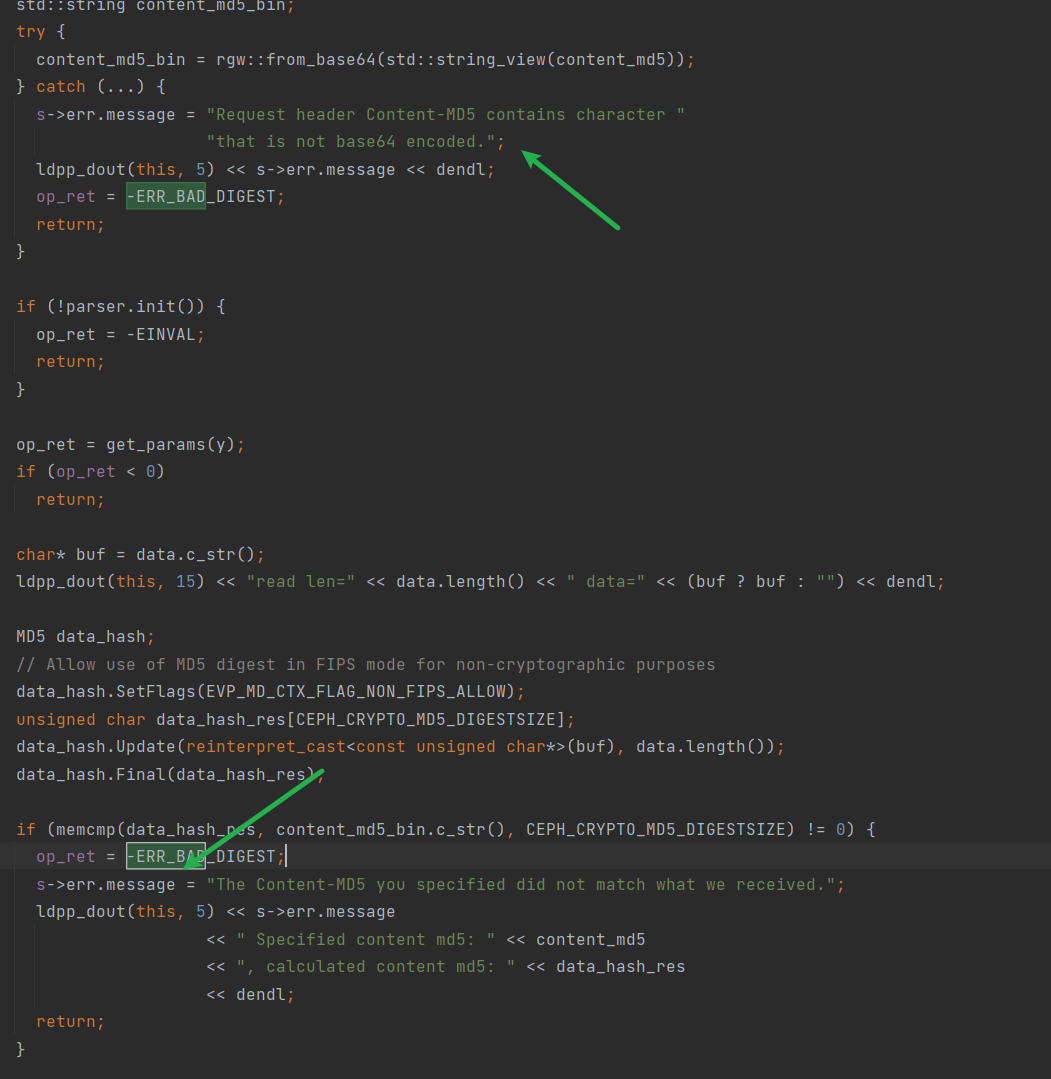 std::string content_md5_bin;
try {
content_md5_bin = rgw::from_base64(std::string_view(content_md5));
} catch (...) {
s->err.message = "Request header Content-MD5 contains character "
"that is not base64 encoded.";
ldpp_dout(this, 5) << s->err.message << dendl;
op_ret = -ERR_BAD_DIGEST;
return;
}
if (!parser.init()) {
op_ret = -EINVAL;
return;
}
op_ret = get_params(y);
if (op_ret < 0)
return;
char* buf = data.c_str();
ldpp_dout(this, 15) << "read len=" << data.length() << " data=" << (buf ? buf : "") << dendl;
MD5 data_hash;
// Allow use of MD5 digest in FIPS mode for non-cryptographic purposes
data_hash.SetFlags(EVP_MD_CTX_FLAG_NON_FIPS_ALLOW);
unsigned char data_hash_res[CEPH_CRYPTO_MD5_DIGESTSIZE];
data_hash.Update(reinterpret_cast<const unsigned char*>(buf), data.length());
data_hash.Final(data_hash_res);
if (memcmp(data_hash_res, content_md5_bin.c_str(), CEPH_CRYPTO_MD5_DIGESTSIZE) != 0) {
op_ret = -ERR_BAD_DIGEST;
s->err.message = "The Content-MD5 you specified did not match what we received.";
ldpp_dout(this, 5) << s->err.message
<< " Specified content md5: " << content_md5
<< ", calculated content md5: " << data_hash_res
<< dendl;
return;
}